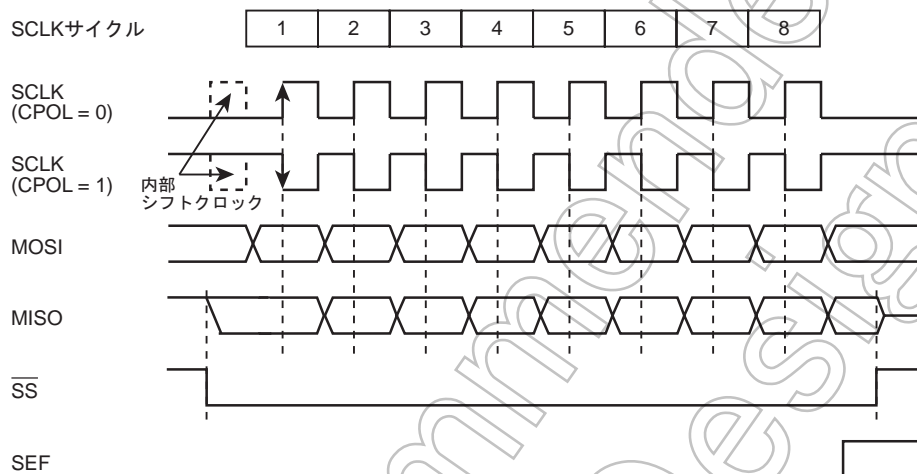 SCLKサイクル 1 2 3 4 5 6 7 8
SCLK
(CPOL = 0)
SCLK
(CPOL = 1)
内部
シフトクロック
MOSI
MISO
SS
SEF